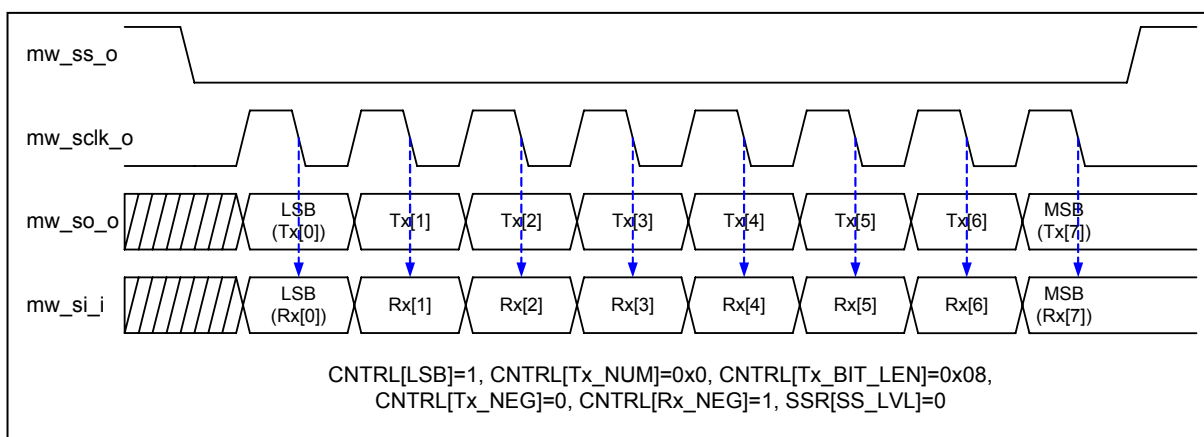 mw_ss_o
mw_sclk_o
mw_so_o
LSB
(Tx[0])
Tx[1]
Tx[2]
Tx[3]
Tx[4]
Tx[5]
Tx[6]
MSB
(Tx[7])
mw_si_i
LSB
(Rx[0])
Rx[1]
Rx[2]
Rx[3]
Rx[4]
Rx[5]
Rx[6]
MSB
(Rx[7])
CNTRL[LSB]=1, CNTRL[Tx_NUM]=0x0, CNTRL[Tx_BIT_LEN]=0x08,
CNTRL[Tx_NEG]=0, CNTRL[Rx_NEG]=1, SSR[SS_LVL]=0